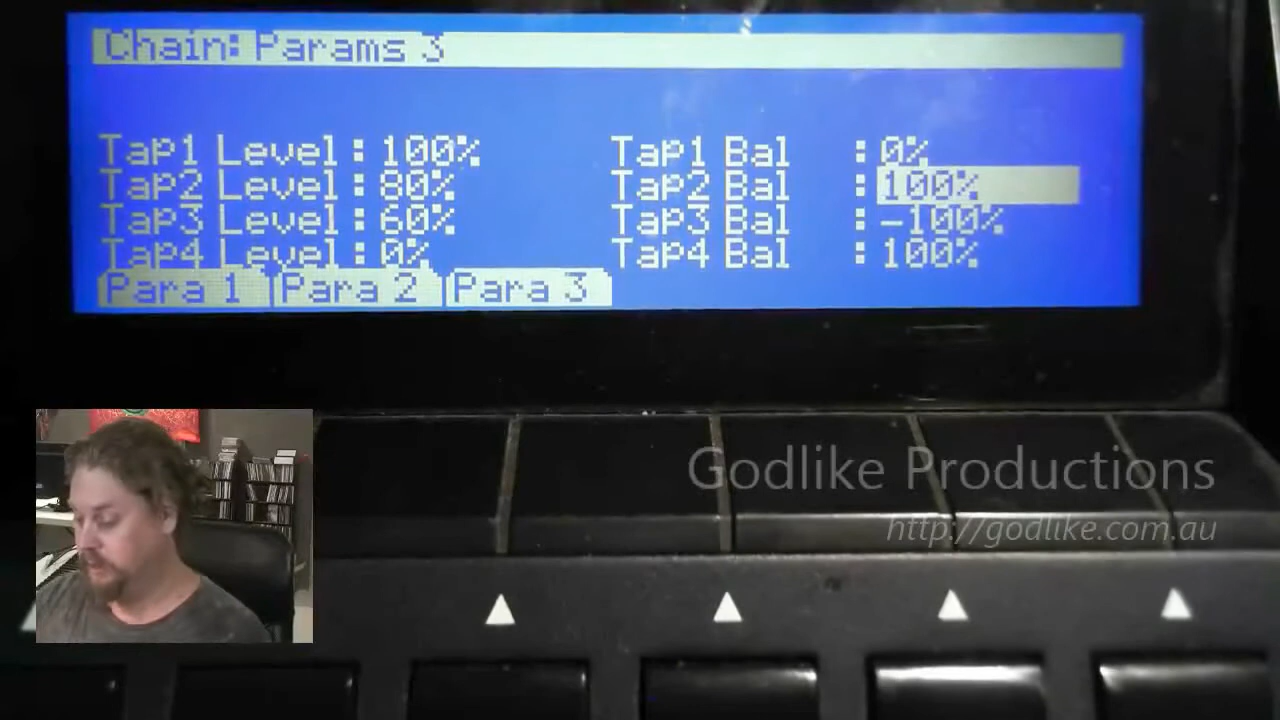 Chain: Params 3
Tap1 Level: 100% Tap1 Bal : 0%
Tap2 Level: 80% Tap2 Bal : 100%
Tap3 Level: 60% Tap3 Bal : -100%
Tap4 Level: 0% Tap4 Bal : 100%
Para 1 Para 2 Para 3
Godlike Productions
http://godlike.com.au